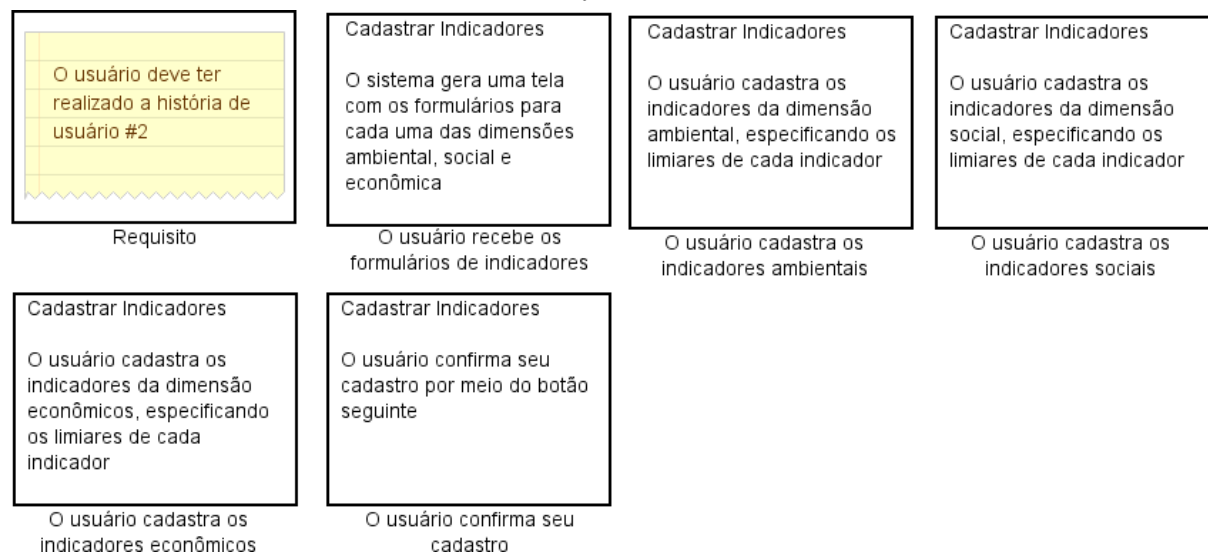 O usuário deve ter
realizado a história de
usuário #2
Requisito
Cadastrar Indicadores
O sistema gera uma tela
com os formulários para
cada uma das dimensões
ambiental, social e
econômica
O usuário recebe os
formulários de indicadores
Cadastrar Indicadores
O usuário cadastra os
indicadores da dimensão
ambiental, especificando os
limiares de cada indicador
O usuário cadastra os
indicadores ambientais
Cadastrar Indicadores
O usuário cadastra os
indicadores da dimensão
social, especificando os
limiares de cada indicador
O usuário cadastra os
indicadores sociais
Cadastrar Indicadores
O usuário cadastra os
indicadores da dimensão
econômicos, especificando
os limiares de cada
indicador
O usuário cadastra os
indicadores econômicos
Cadastrar Indicadores
O usuário confirma seu
cadastro por meio do botão
seguinte
O usuário confirma seu
cadastro